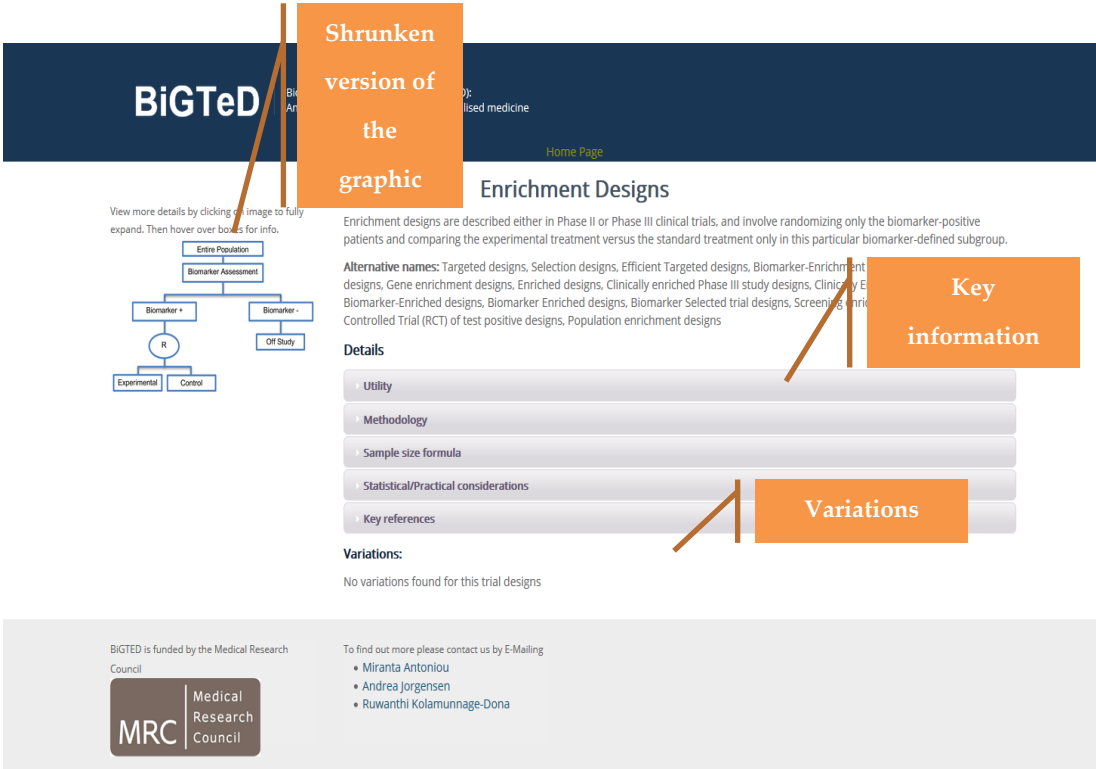 Shrunken
version of
the
graphic
BiGTeD
lised medicine
Home Page
Enrichment Designs
View more details by clicking on image to fully
expand. Then hover over boxes for info.
Entire Population
Biomarker Assessment
Biomarker +
Biomarker -
R
Off Study
Experimental
Control
Enrichment designs are described either in Phase II or Phase III clinical trials, and involve randomizing only the biomarker-positive
patients and comparing the experimental treatment versus the standard treatment only in this particular biomarker-defined subgroup.
Alternative names: Targeted designs, Selection designs, Efficient Targeted designs, Biomarker-Enrichment
designs, Gene enrichment designs, Enriched designs, Clinically enriched Phase III study designs, Clinically
Biomarker-Enriched designs, Biomarker Enriched designs, Biomarker Selected trial designs, Screening
Controlled Trial (RCT) of test positive designs, Population enrichment designs
Key
information
Details
Utility
Methodology
Sample size formula
Statistical/Practical considerations
Key references
Variations
Variations:
No variations found for this trial designs
BiGTED is funded by the Medical Research
Council
MRC
Medical
Research
Council
To find out more please contact us by E-Mailing
• Miranta Antoniou
• Andrea Jorgensen
• Ruwanthi Kolamunnage-Dona